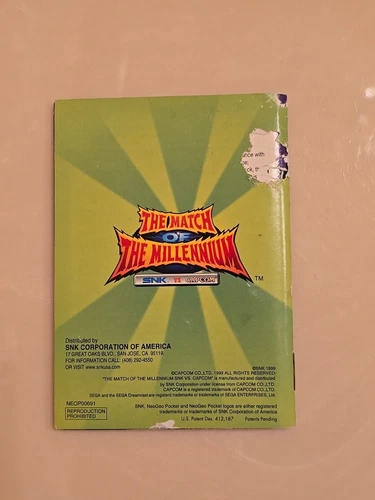 unce with
ck, th
THE MATCH
OF
THE MILLENNIUM
SNK VS CAPCOM
TM
Distributed by
SNK CORPORATION OF AMERICA
17 GREAT OAKS BLVD., SAN JOSE, CA. 95119.
FOR INFORMATION CALL: (408) 292-4550
OR VISIT www.snkusa.com
©SNK 1999
©CAPCOM CO.,LTD. 1999 ALL RIGHTS RESERVED
"THE MATCH OF THE MILLENNIUM SNK VS. CAPCOM" is manufactured and distributed
by SNK Corporation under license from CAPCOM CO.,LTD.
CAPCOM is a registered trademark of CAPCOM CO.,LTD.
SEGA and the SEGA Dreamcast are registered trademarks or trademarks of SEGA ENTERPRISES, LTD.
NEOP00691
REPRODUCTION
PROHIBITED
SNK, NeoGeo Pocket and NeoGeo Pocket logos are either registered
trademarks or trademarks of SNK Corporation of America
U.S. Patent Des. 412,187 Patents Pending